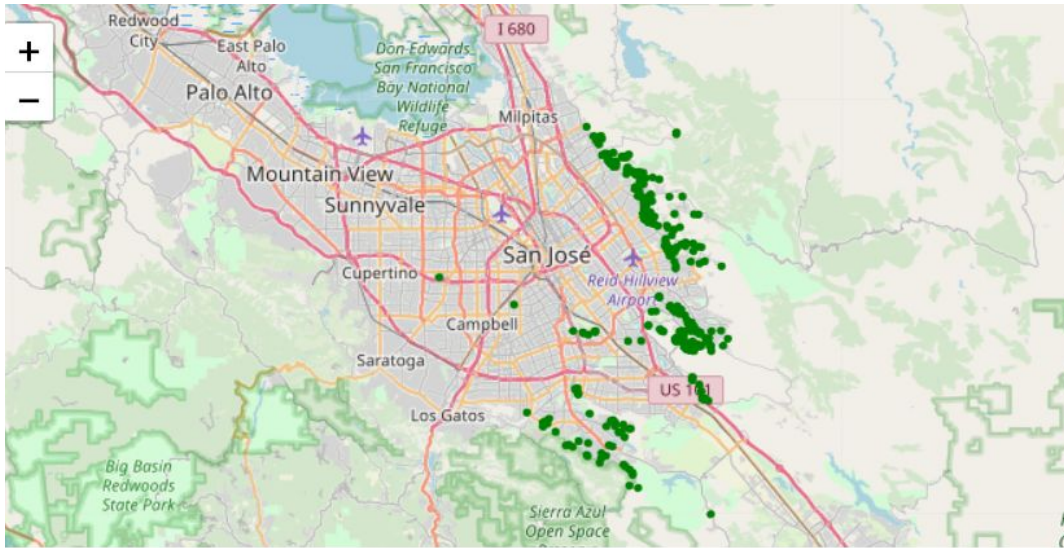 Redwood
City
East Palo
Alto
Palo Alto
Don Edwards
San Francisco
Bay National
Wildlife
Refuge
I 680
Milpitas
+
−
Mountain View
Sunnyvale
San José
Cupertino
Reid-Hillview
Airport
Campbell
Saratoga
US 101
Los Gatos
Big Basin
Redwoods
State Park
Sierra Azul
Open Space